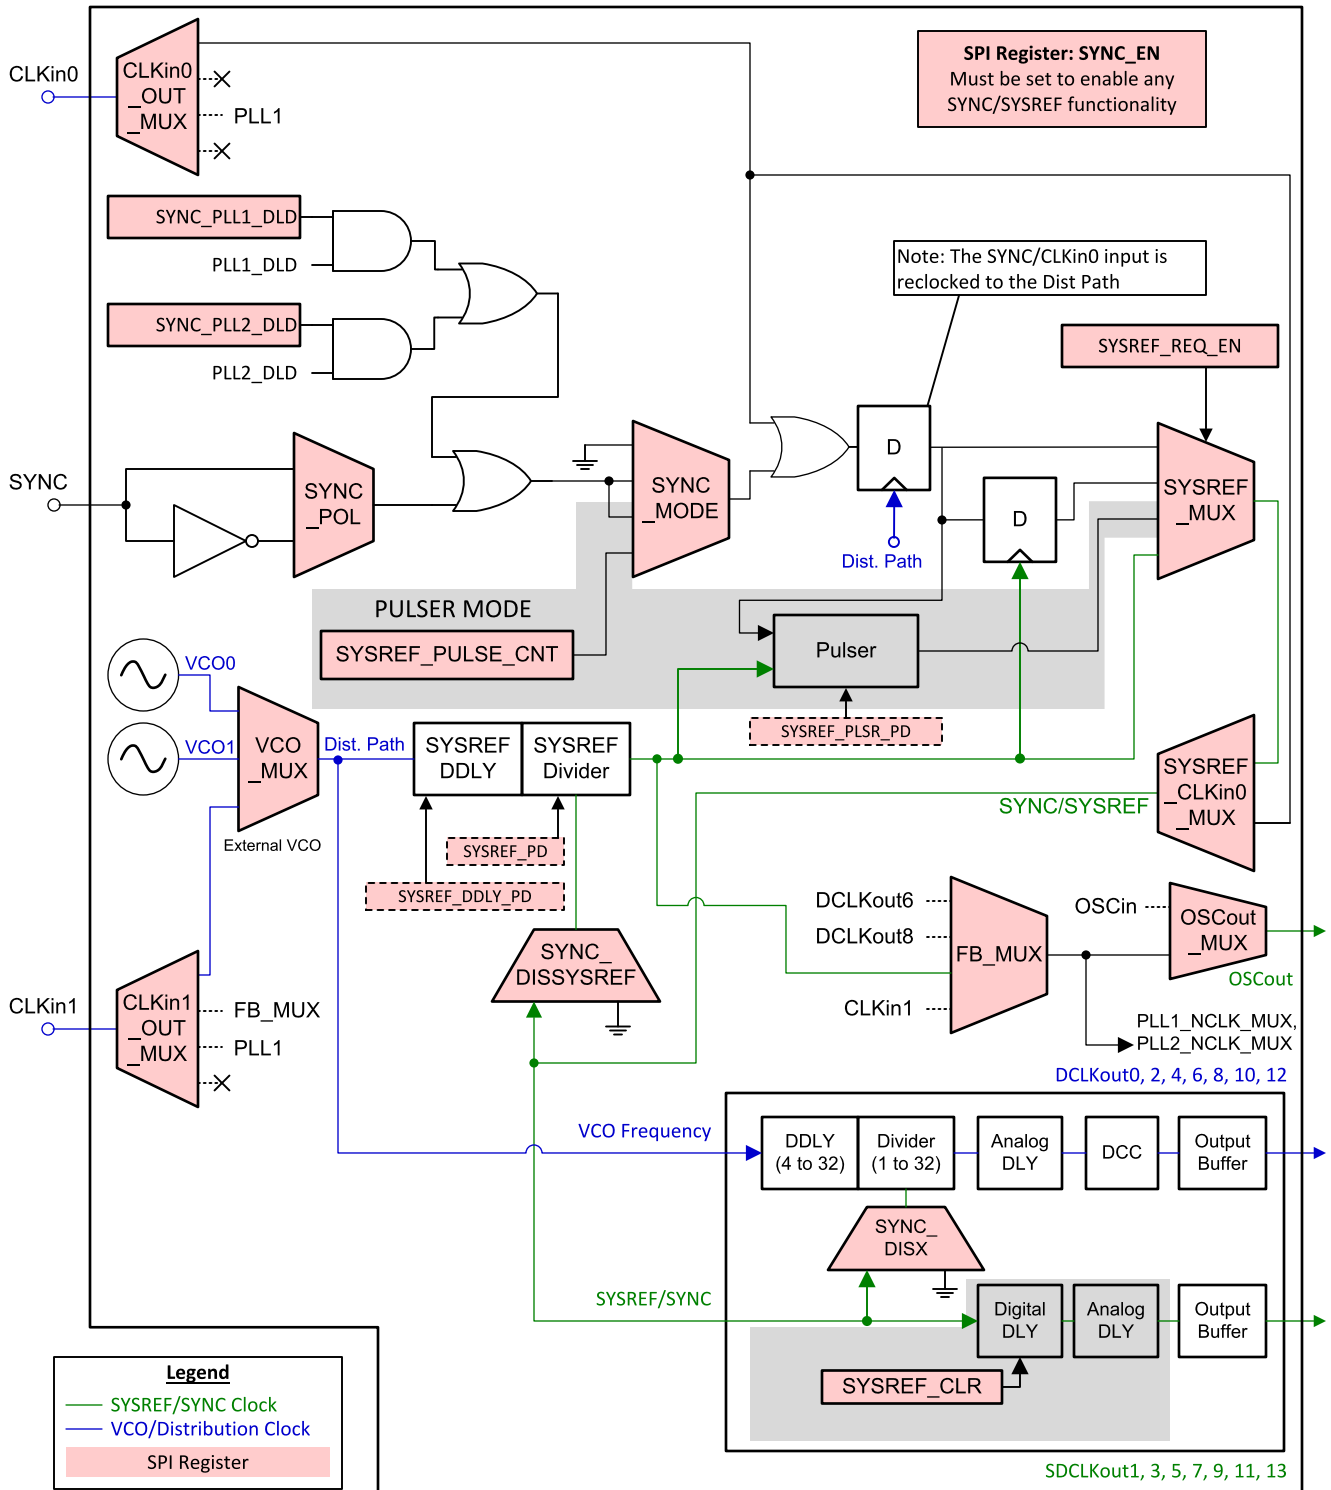 CLKin0
CLKin0
_OUT
_MUX
PLL1
SPI Register: SYNC_EN
Must be set to enable any
SYNC/SYSREF functionality
SYNC_PLL1_DLD
PLL1_DLD
SYNC_PLL2_DLD
PLL2_DLD
Note: The SYNC/CLKin0 input is
reclocked to the Dist Path
SYSREF_REQ_EN
SYNC
SYNC
_POL
SYNC
_MODE
D
Dist. Path
D
SYSREF
_MUX
PULSER MODE
SYSREF_PULSE_CNT
Pulser
SYSREF_PLSR_PD
VCO0
VCO1
VCO
_MUX
External VCO
Dist. Path
SYSREF
DDLY
SYSREF
Divider
SYSREF_PD
SYSREF_DDLY_PD
SYNC/SYSREF
SYSREF
_CLKin0
_MUX
SYNC_
DISSYSREF
DCLKout6
DCLKout8
CLKin1
FB_MUX
OSCin
OSCout
_MUX
OSCout
PLL1_NCLK_MUX,
PLL2_NCLK_MUX
CLKin1
CLKin1
_OUT
_MUX
FB_MUX
PLL1
DCLKout0, 2, 4, 6, 8, 10, 12
VCO Frequency
DDLY
(4 to 32)
Divider
(1 to 32)
Analog
DLY
DCC
Output
Buffer
SYNC_
DISX
SYSREF/SYNC
Digital
DLY
Analog
DLY
Output
Buffer
SYSREF_CLR
SDCLKout1, 3, 5, 7, 9, 11, 13
Legend
SYSREF/SYNC Clock
VCO/Distribution Clock
SPI Register